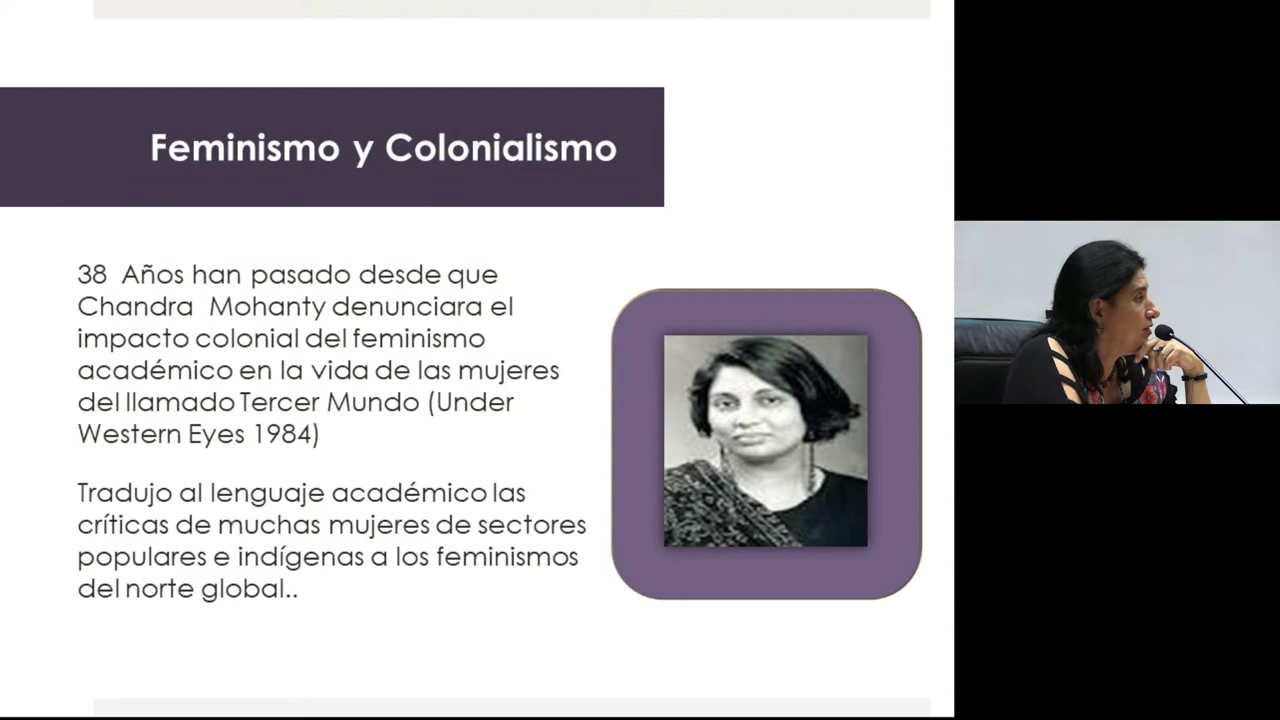 Feminismo y Colonialismo
38 Años han pasado desde que
Chandra Mohanty denunciara el
impacto colonial del feminismo
académico en la vida de las mujeres
del llamado Tercer Mundo (Under
Western Eyes 1984)
Tradujo al lenguaje académico las
críticas de muchas mujeres de sectores
populares e indígenas a los feminismos
del norte global..